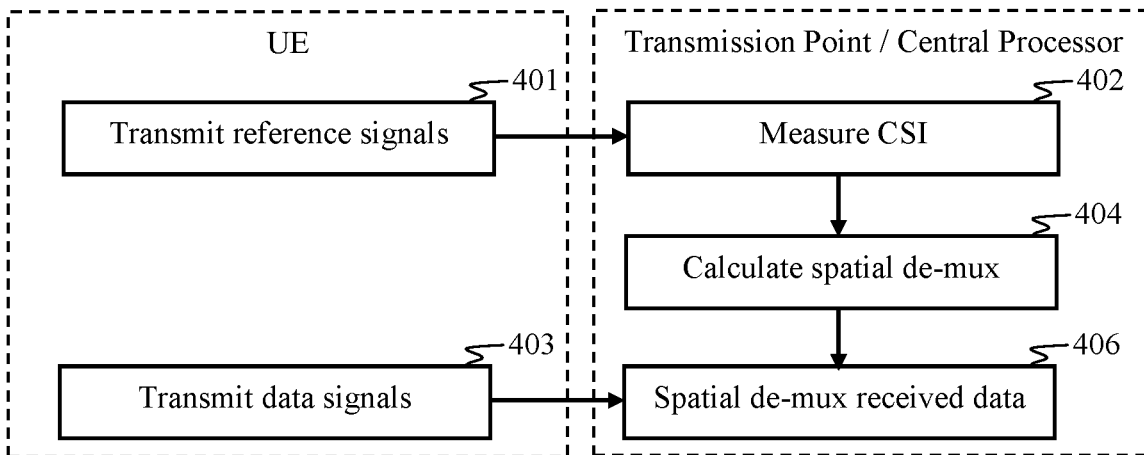 UE
Transmission Point / Central Processor
401
402
Transmit reference signals
Measure CSI
404
Calculate spatial de-mux
403
406
Transmit data signals
Spatial de-mux received data